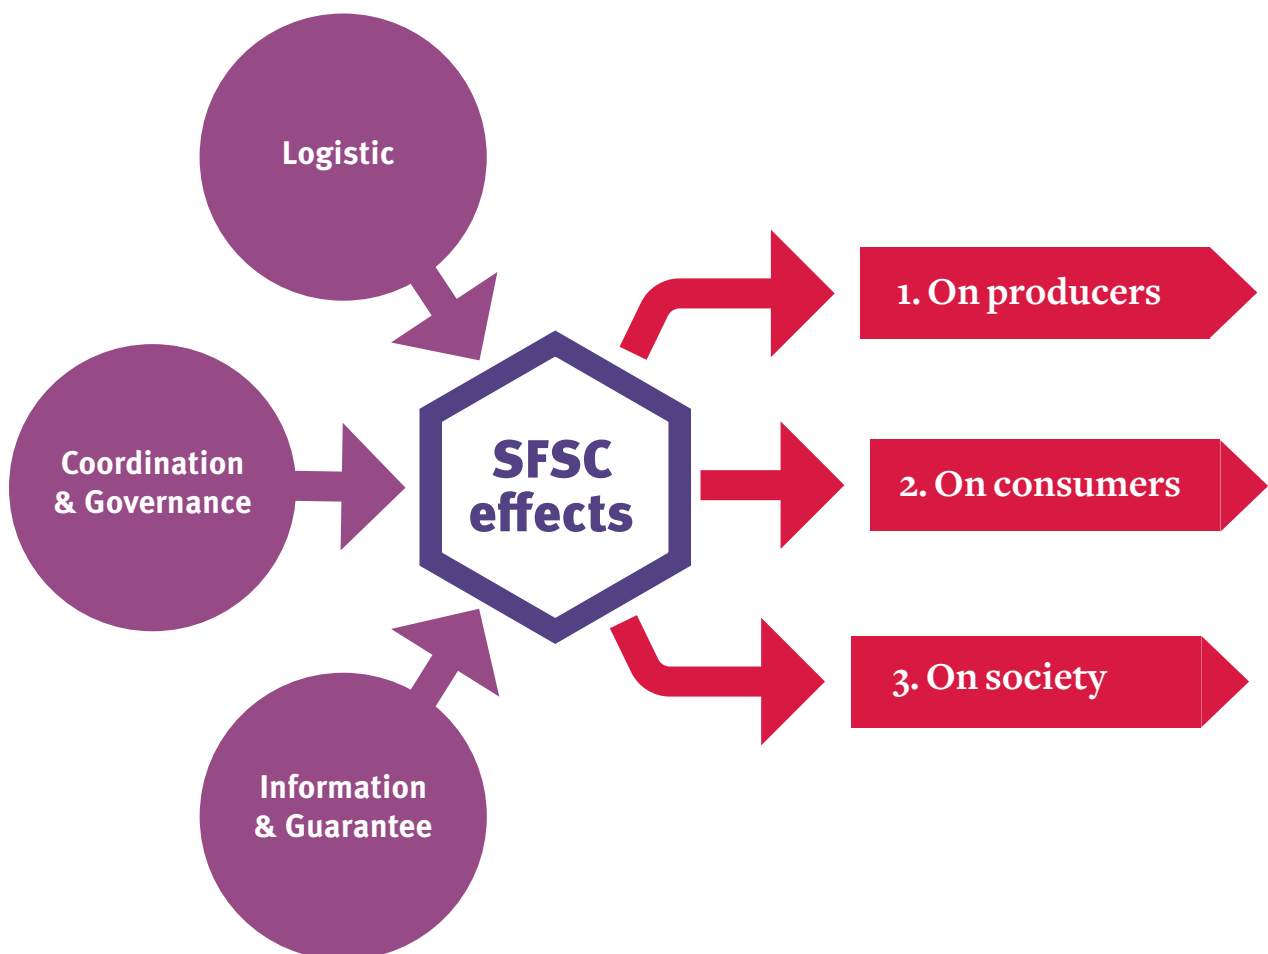 Logistic
Coordination
& Governance
Information
& Guarantee
SFSC
effects
1. On producers
2. On consumers
3. On society